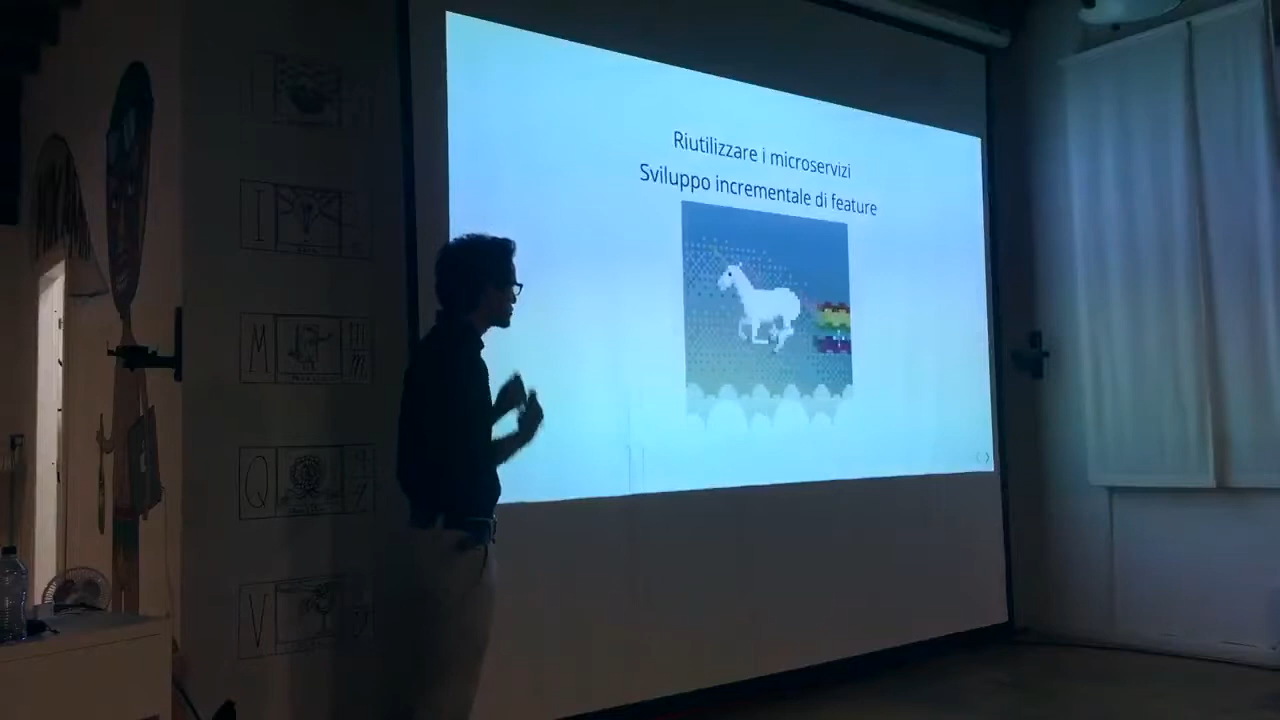 Riutilizzare i microservizi
Sviluppo incrementale di feature
I
M
Q
V